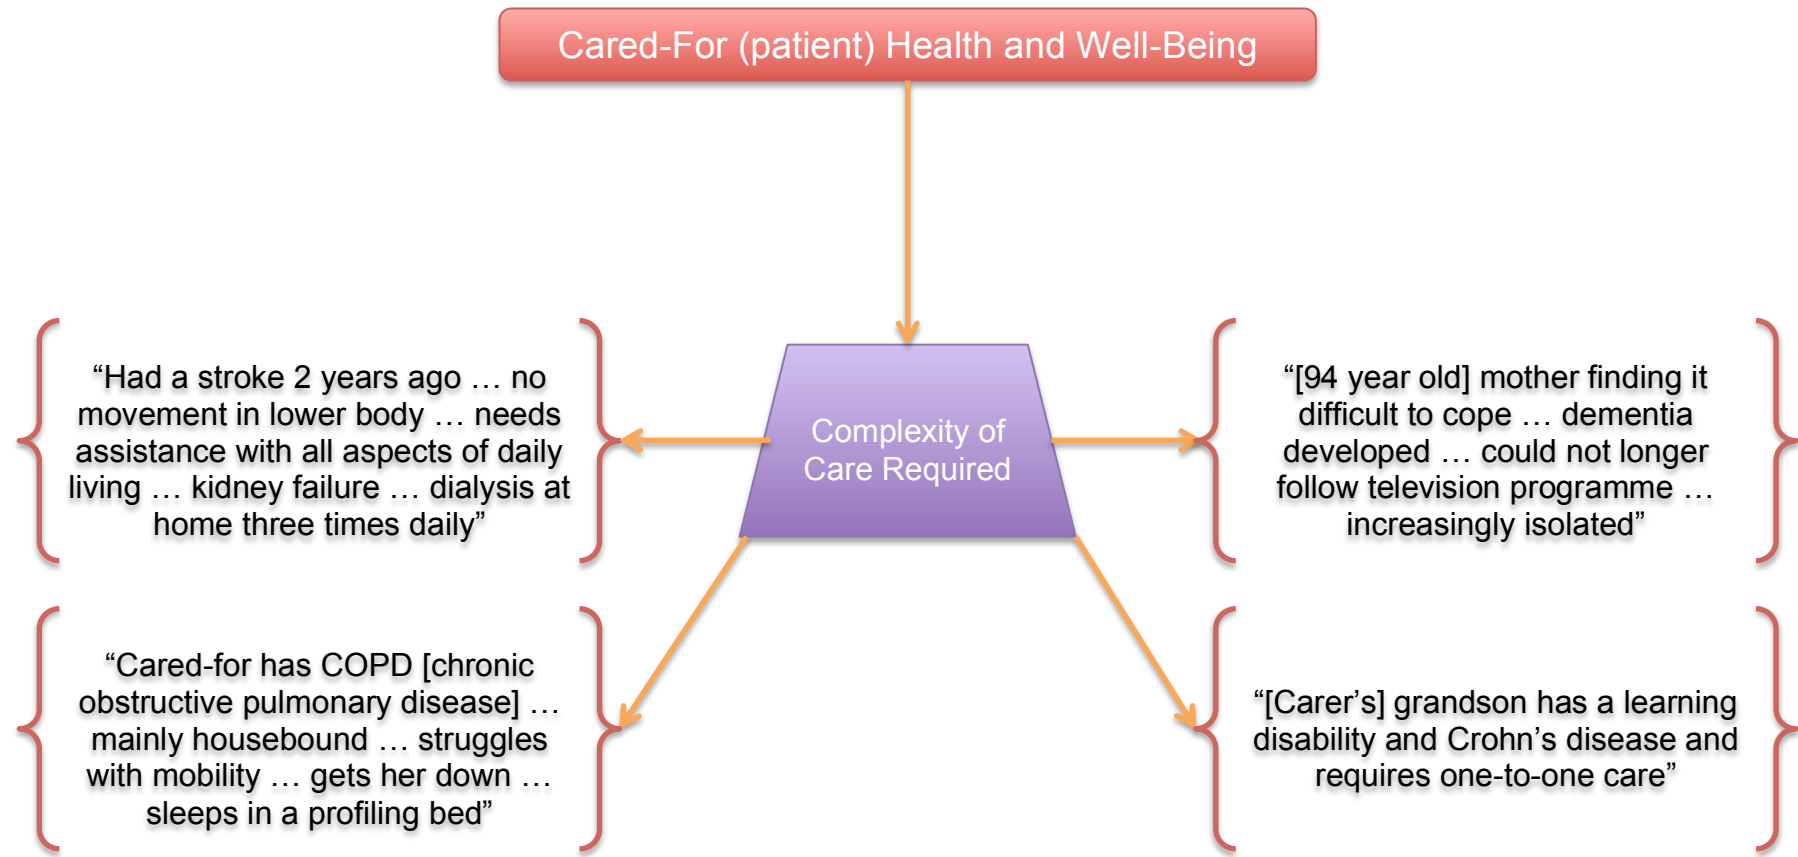 Cared-For (patient) Health and Well-Being
“Had a stroke 2 years ago … no
movement in lower body … needs
assistance with all aspects of daily
living … kidney failure … dialysis at
home three times daily”
Complexity of
Care Required
“[94 year old] mother finding it
difficult to cope … dementia
developed … could not longer
follow television programme …
increasingly isolated”
“Cared-for has COPD [chronic
obstructive pulmonary disease] …
mainly housebound … struggles
with mobility … gets her down …
sleeps in a profiling bed”
“[Carer’s] grandson has a learning
disability and Crohn’s disease and
requires one-to-one care”